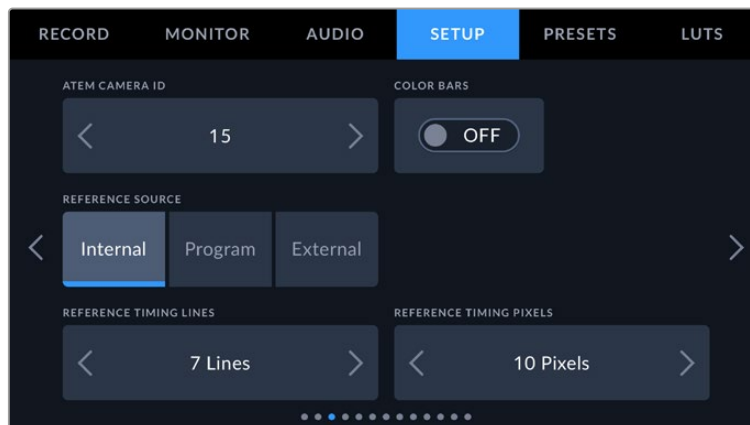 RECORD MONITOR AUDIO SETUP PRESETS LUTS
ATEM CAMERA ID COLOR BARS
15 OFF
REFERENCE SOURCE
Internal Program External
REFERENCE TIMING LINES REFERENCE TIMING PIXELS
7 Lines 10 Pixels